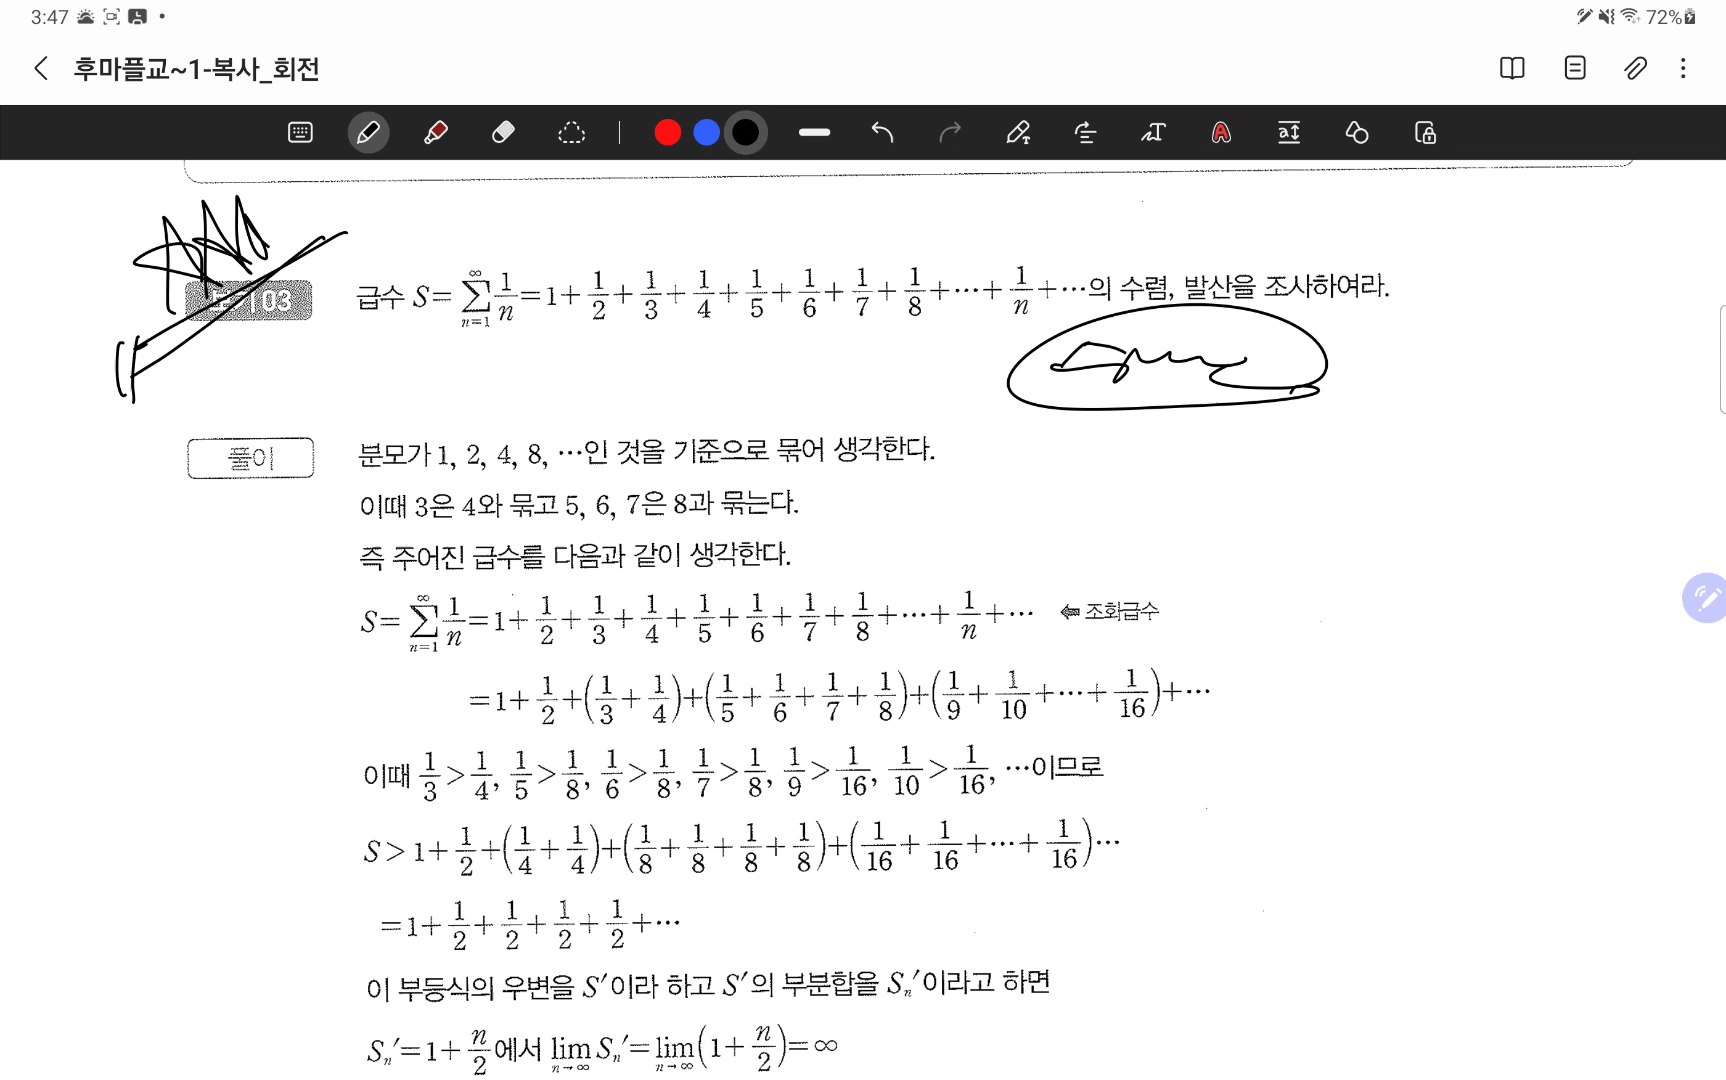 3:47
72%
후마플교~1-복사_회전
03
급수 S=∑_{n=1}^{∞} 1/n=1+1/2+1/3+1/4+1/5+1/6+1/7+1/8+⋯+1/n+⋯의 수렴, 발산을 조사하여라.
풀이
분모가 1, 2, 4, 8, ⋯인 것을 기준으로 묶어 생각한다.
이때 3은 4와 묶고 5, 6, 7은 8과 묶는다.
즉 주어진 급수를 다음과 같이 생각한다.
S=∑_{n=1}^{∞} 1/n=1+1/2+1/3+1/4+1/5+1/6+1/7+1/8+⋯+1/n+⋯ ⇐ 조화급수
=1+1/2+(1/3+1/4)+(1/5+1/6+1/7+1/8)+(1/9+1/10+⋯+1/16)+⋯
이때 1/3>1/4, 1/5>1/8, 1/6>1/8, 1/7>1/8, 1/9>1/16, 1/10>1/16, ⋯이므로
S>1+1/2+(1/4+1/4)+(1/8+1/8+1/8+1/8)+(1/16+1/16+⋯+1/16)⋯
=1+1/2+1/2+1/2+1/2+⋯
이 부등식의 우변을 S′이라 하고 S′의 부분합을 Sₙ′이라고 하면
Sₙ′=1+n/2에서 lim_{n→∞} Sₙ′=lim_{n→∞}(1+n/2)=∞